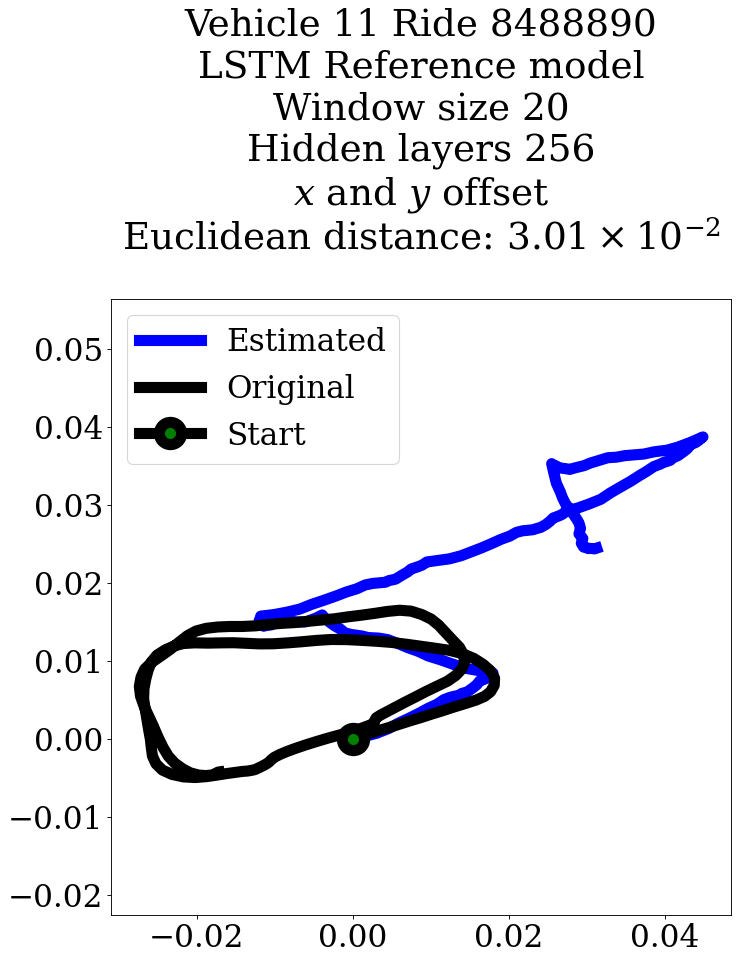 Vehicle 11 Ride 8488890
LSTM Reference model
Window size 20
Hidden layers 256
x and y offset
Euclidean distance: 3.01 × 10⁻²
Estimated
Original
Start
0.05
0.04
0.03
0.02
0.01
0.00
−0.01
−0.02
−0.02 0.00 0.02 0.04